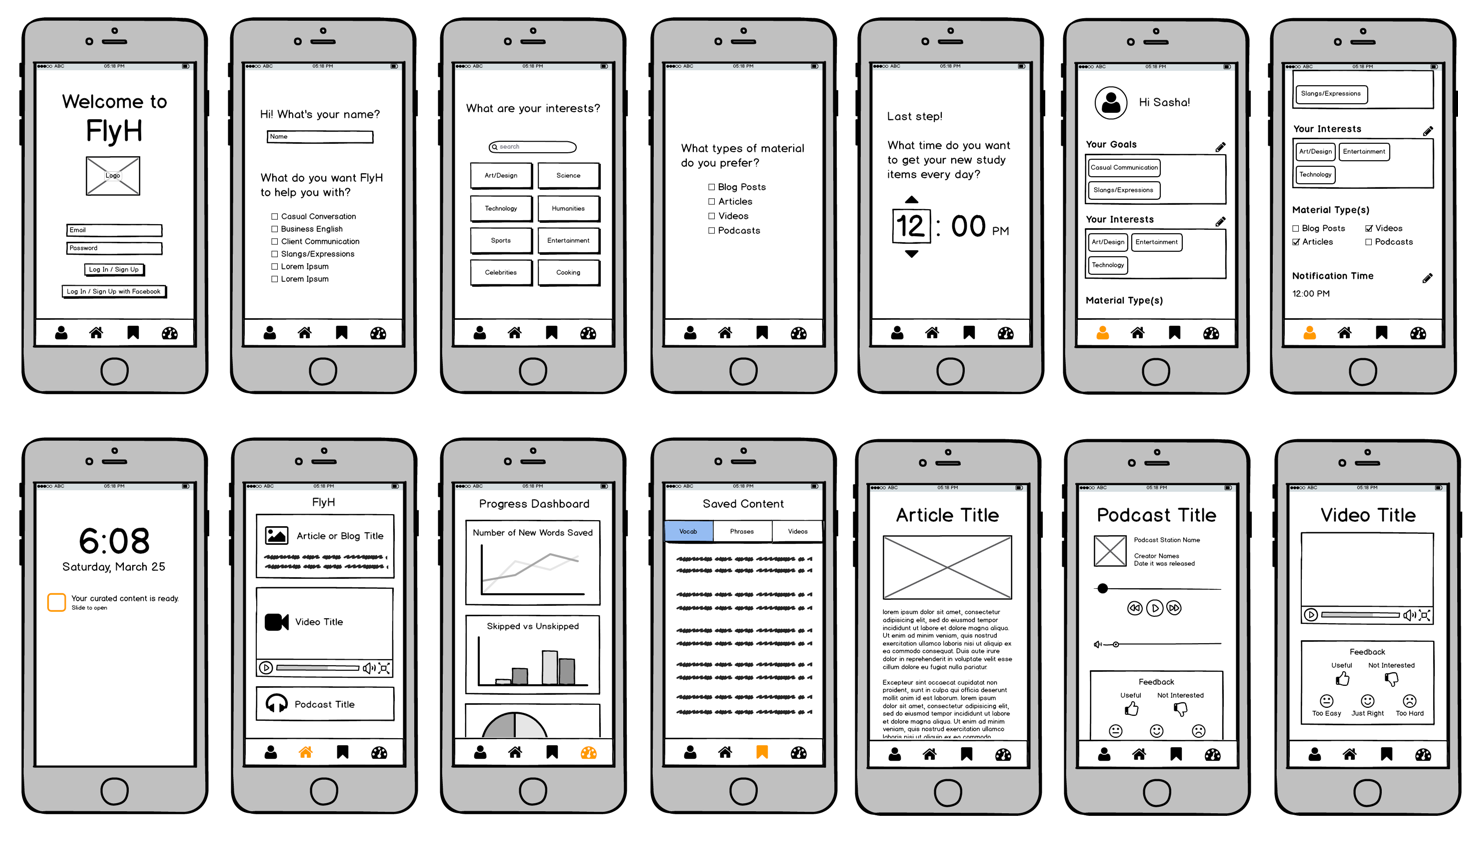 ●●●○○ ABC 05:18 PM
Welcome to
FlyH
Logo
Email
Password
Log In / Sign Up
Log In / Sign Up with Facebook
●●●○○ ABC 05:18 PM
Hi! What's your name?
Name
What do you want FlyH
to help you with?
Casual Conversation
Business English
Client Communication
Slangs/Expressions
Lorem Ipsum
Lorem Ipsum
●●●○○ ABC 05:18 PM
What are your interests?
search
Art/Design Science
Technology Humanities
Sports Entertainment
Celebrities Cooking
●●●○○ ABC 05:18 PM
What types of material
do you prefer?
Blog Posts
Articles
Videos
Podcasts
●●●○○ ABC 05:18 PM
Last step!
What time do you want
to get your new study
items every day?
12 : 00 PM
●●●○○ ABC 05:18 PM
Hi Sasha!
Your Goals
Casual Communication
Slangs/Expressions
Your Interests
Art/Design Entertainment
Technology
Material Type(s)
●●●○○ ABC 05:18 PM
Slangs/Expressions
Your Interests
Art/Design Entertainment
Technology
Material Type(s)
Blog Posts Videos
Articles Podcasts
Notification Time
12:00 PM
●●●○○ ABC 05:18 PM
6:08
Saturday, March 25
Your curated content is ready.
Slide to open
●●●○○ ABC 05:18 PM
FlyH
Article or Blog Title
Video Title
Podcast Title
●●●○○ ABC 05:18 PM
Progress Dashboard
Number of New Words Saved
Skipped vs Unskipped
●●●○○ ABC 05:18 PM
Saved Content
Vocab Phrases Videos
●●●○○ ABC 05:18 PM
Article Title
lorem ipsum dolor sit amet, consectetur
adipisicing elit, sed do eiusmod tempor
incididunt ut labore et dolore magna aliqua.
Ut enim ad minim veniam, quis nostrud
exercitation ullamco laboris nisi ut aliquip ex
ea commodo consequat. Duis aute irure
dolor in reprehenderit in voluptate velit esse
cillum dolore eu fugiat nulla pariatur.
Excepteur sint occaecat cupidatat non
proident, sunt in culpa qui officia deserunt
mollit anim id est laborum. lorem ipsum
dolor sit amet, consectetur adipisicing elit,
sed do eiusmod tempor incididunt ut labore
et dolore magna aliqua. Ut enim ad minim
veniam, quis nostrud exercitation ullamco
laboris nisi ut aliquip ex ea commodo
●●●○○ ABC 05:18 PM
Podcast Title
Podcast Station Name
Creator Names
Date it was released
Feedback
Useful Not Interested
●●●○○ ABC 05:18 PM
Video Title
Feedback
Useful Not Interested
Too Easy Just Right Too Hard